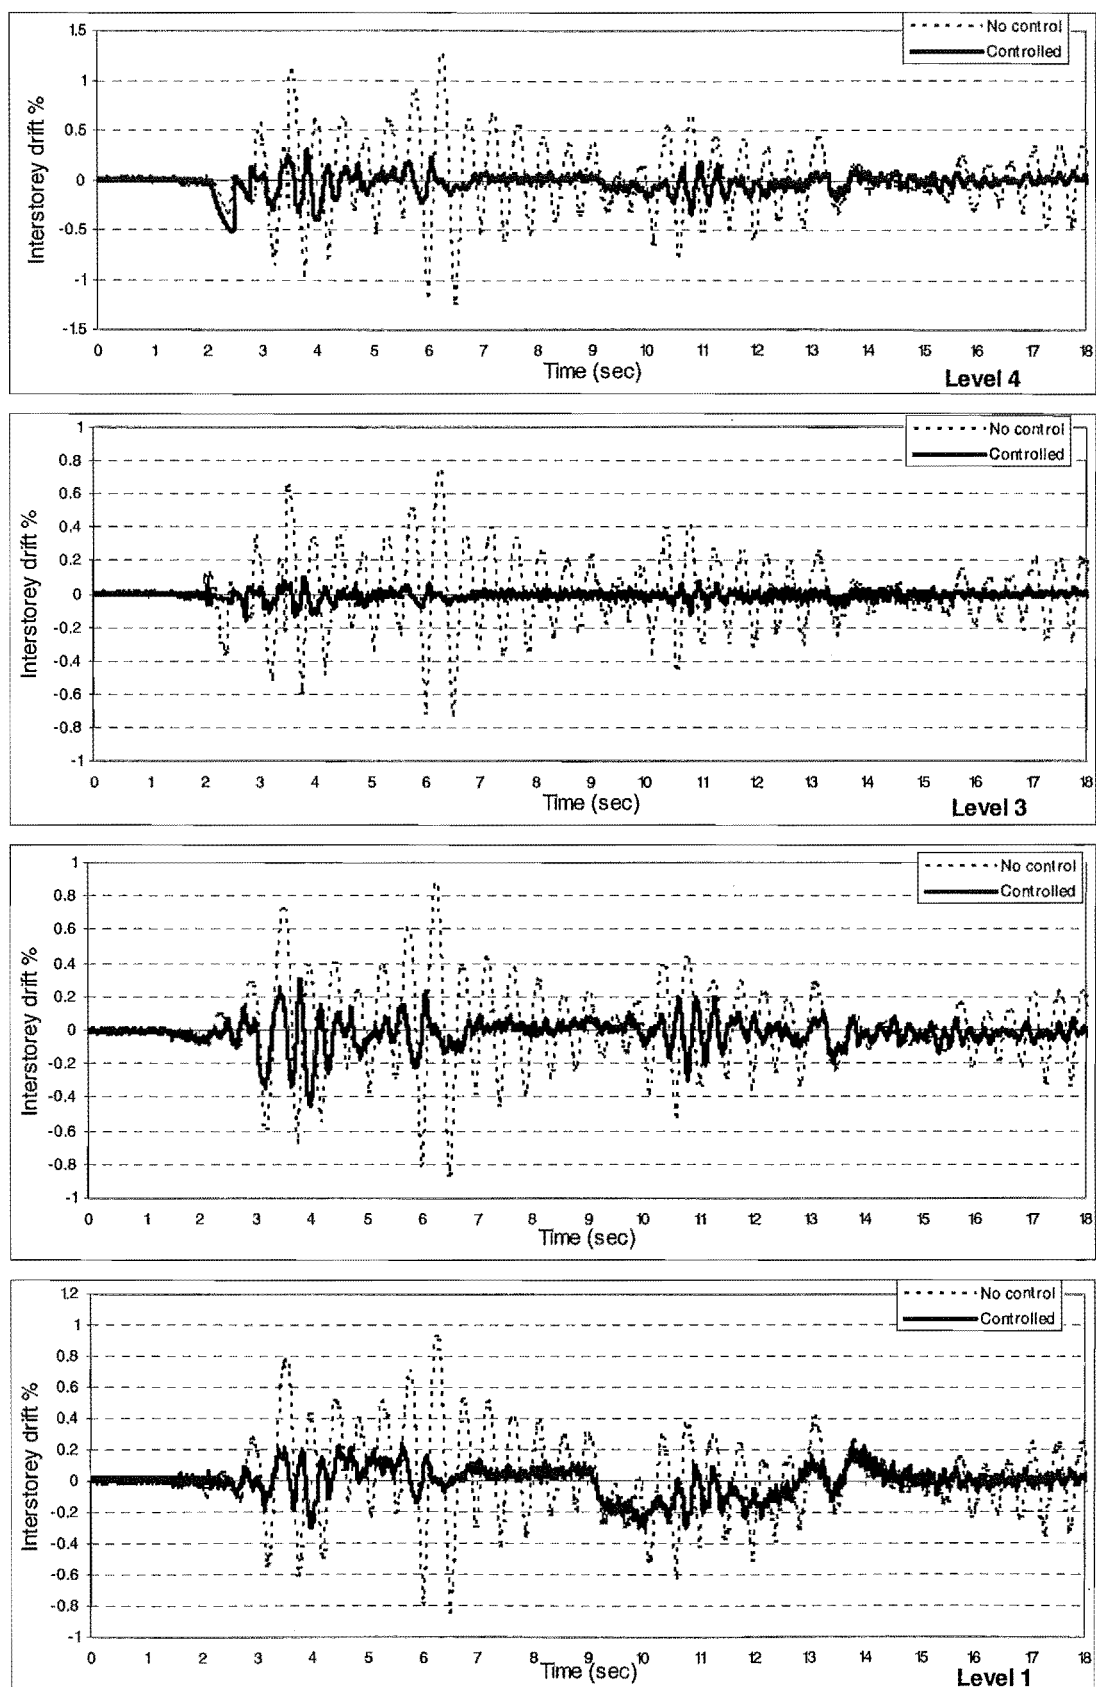 No control
Controlled
1.5
1
0.5
0
-0.5
-1
-1.5
Interstorey drift %
0 1 2 3 4 5 6 7 8 9 10 11 12 13 14 15 16 17 18
Time (sec)
Level 4
No control
Controlled
1
0.8
0.6
0.4
0.2
0
-0.2
-0.4
-0.6
-0.8
-1
Interstorey drift %
0 1 2 3 4 5 6 7 8 9 10 11 12 13 14 15 16 17 18
Time (sec)
Level 3
No control
Controlled
1
0.8
0.6
0.4
0.2
0
-0.2
-0.4
-0.6
-0.8
-1
Interstorey drift %
0 1 2 3 4 5 6 7 8 9 10 11 12 13 14 15 16 17 18
Time (sec)
No control
Controlled
1.2
1
0.8
0.6
0.4
0.2
0
-0.2
-0.4
-0.6
-0.8
-1
Interstorey drift %
0 1 2 3 4 5 6 7 8 9 10 11 12 13 14 15 16 17 18
Time (sec)
Level 1